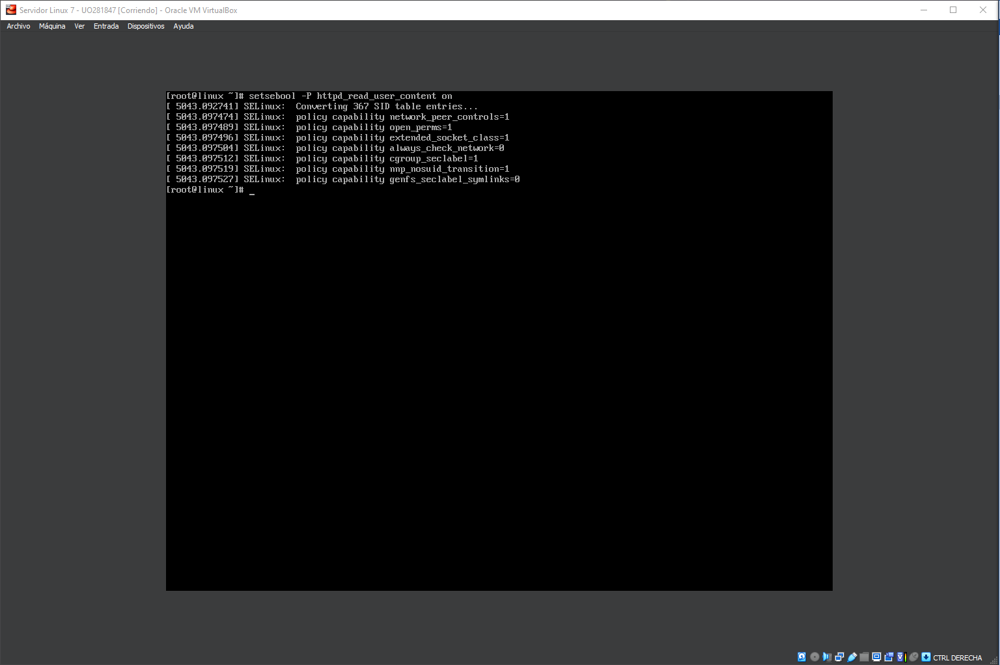 Servidor Linux 7 - UO281847 [Corriendo] - Oracle VM VirtualBox
Archivo Máquina Ver Entrada Dispositivos Ayuda
[root@linux ~]# setsebool -P httpd_read_user_content on
[ 5043.092741] SELinux:  Converting 367 SID table entries...
[ 5043.097474] SELinux:  policy capability network_peer_controls=1
[ 5043.097489] SELinux:  policy capability open_perms=1
[ 5043.097496] SELinux:  policy capability extended_socket_class=1
[ 5043.097504] SELinux:  policy capability always_check_network=0
[ 5043.097512] SELinux:  policy capability cgroup_seclabel=1
[ 5043.097519] SELinux:  policy capability nnp_nosuid_transition=1
[ 5043.097527] SELinux:  policy capability genfs_seclabel_symlinks=0
[root@linux ~]# _
CTRL DERECHA